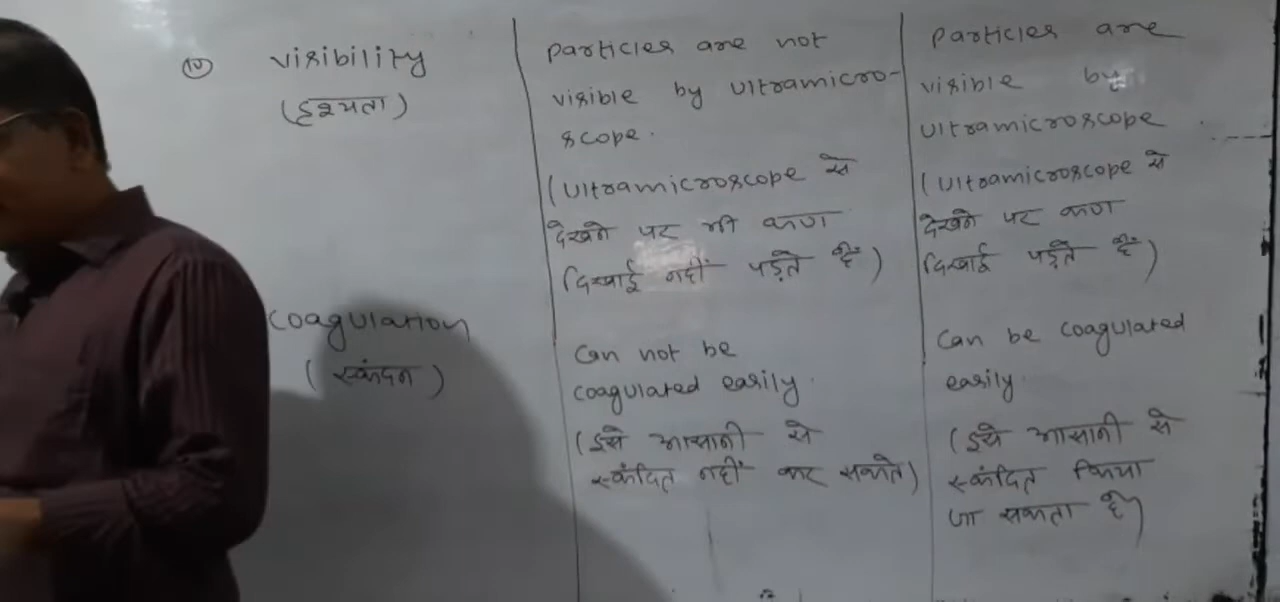 (iv) Visibility
(दृश्यता)
Particles are not
visible by Ultramicro-
scope.
(Ultramicroscope से
देखने पर भी कण
दिखाई नहीं पड़ते हैं)
Particles are
visible by
Ultramicroscope
(Ultramicroscope से
देखने पर कण
दिखाई पड़ते हैं)
Coagulation
(स्कंदन)
Can not be
coagulated easily.
(इसे आसानी से
स्कंदित नहीं कर सकते)
Can be coagulated
easily.
(इसे आसानी से
स्कंदित किया
जा सकता है)